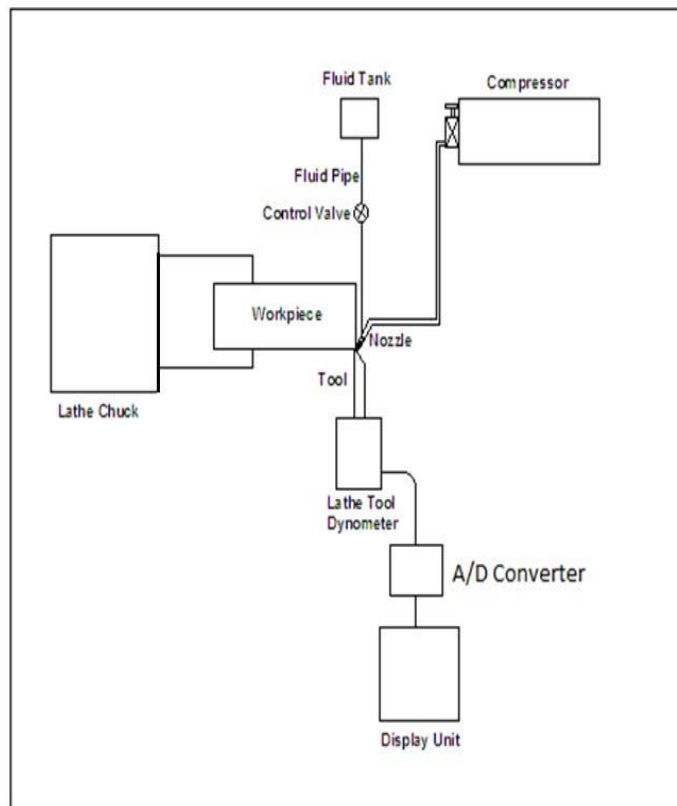 Fluid Tank
Compressor
Fluid Pipe
Control Valve
Workpiece
Nozzle
Tool
Lathe Chuck
Lathe Tool
Dynometer
A/D Converter
Display Unit